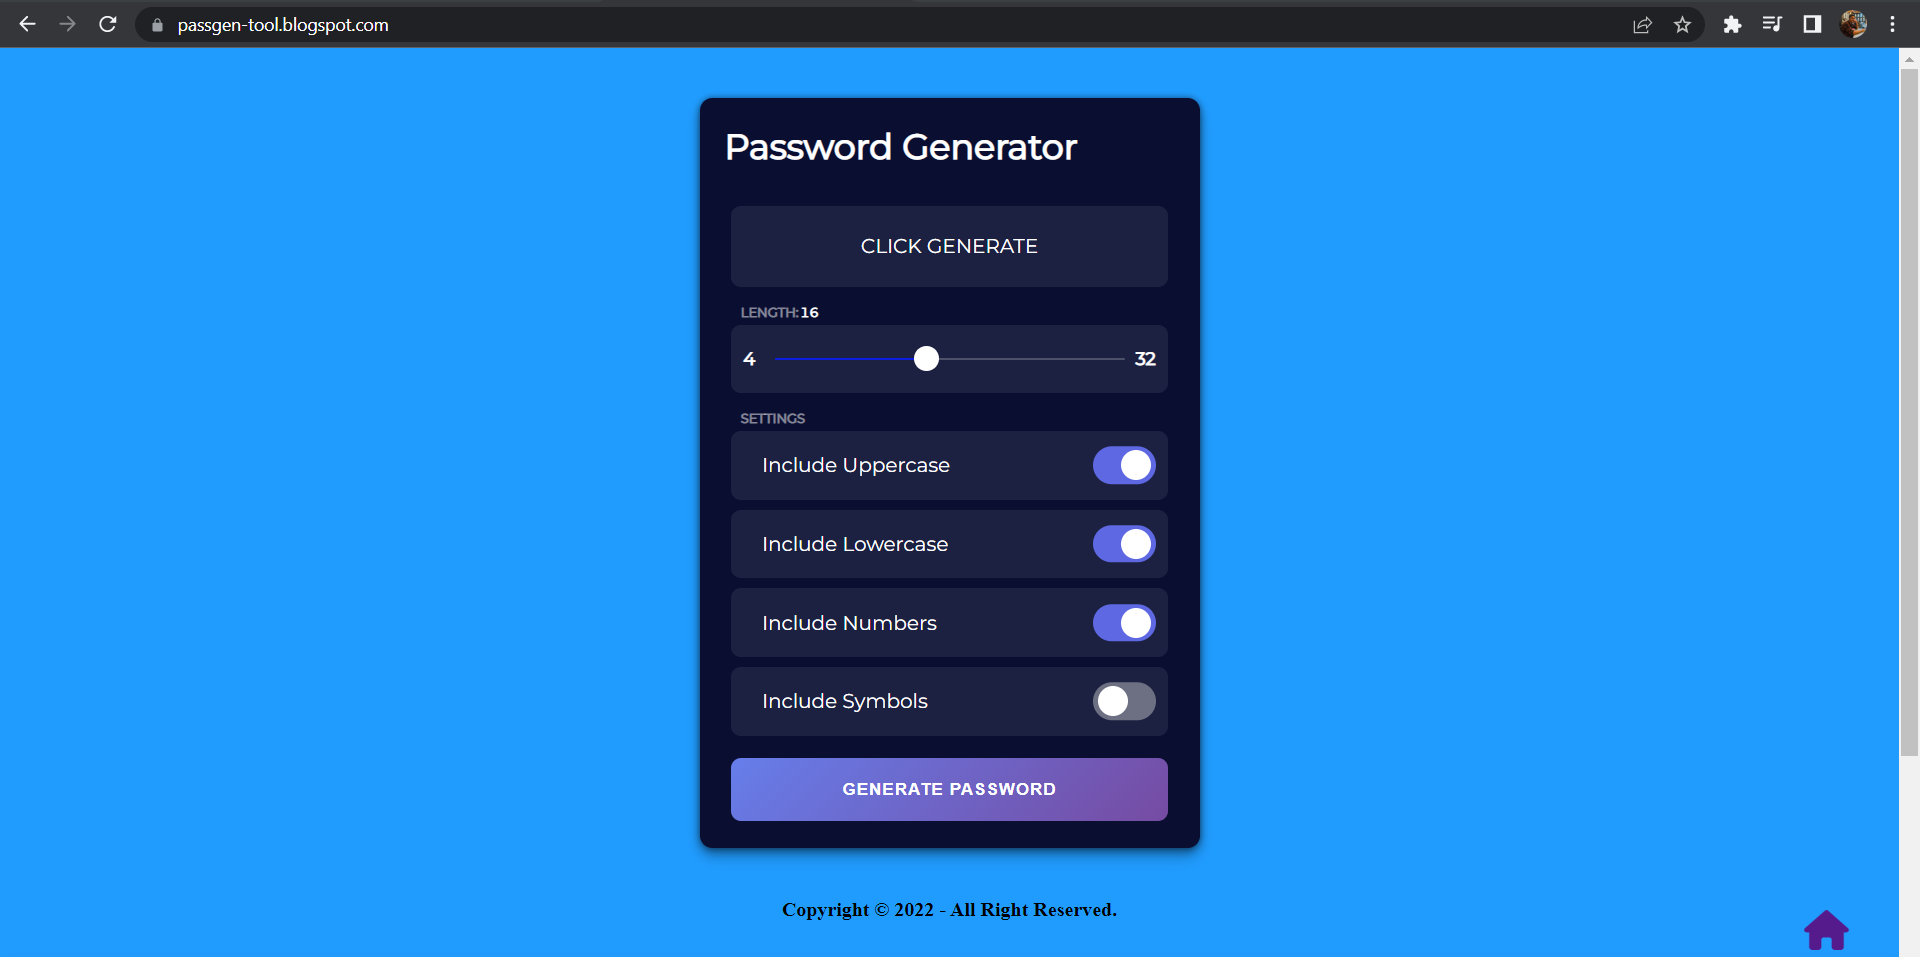 passgen-tool.blogspot.com
Password Generator
CLICK GENERATE
LENGTH: 16
4 32
SETTINGS
Include Uppercase
Include Lowercase
Include Numbers
Include Symbols
GENERATE PASSWORD
Copyright © 2022 - All Right Reserved.